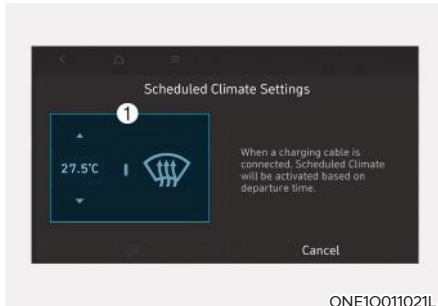 Scheduled Climate Settings
1
27.5°C
When a charging cable is
connected, Scheduled Climate
will be activated based on
departure time.
Cancel
ONE1Q011021L